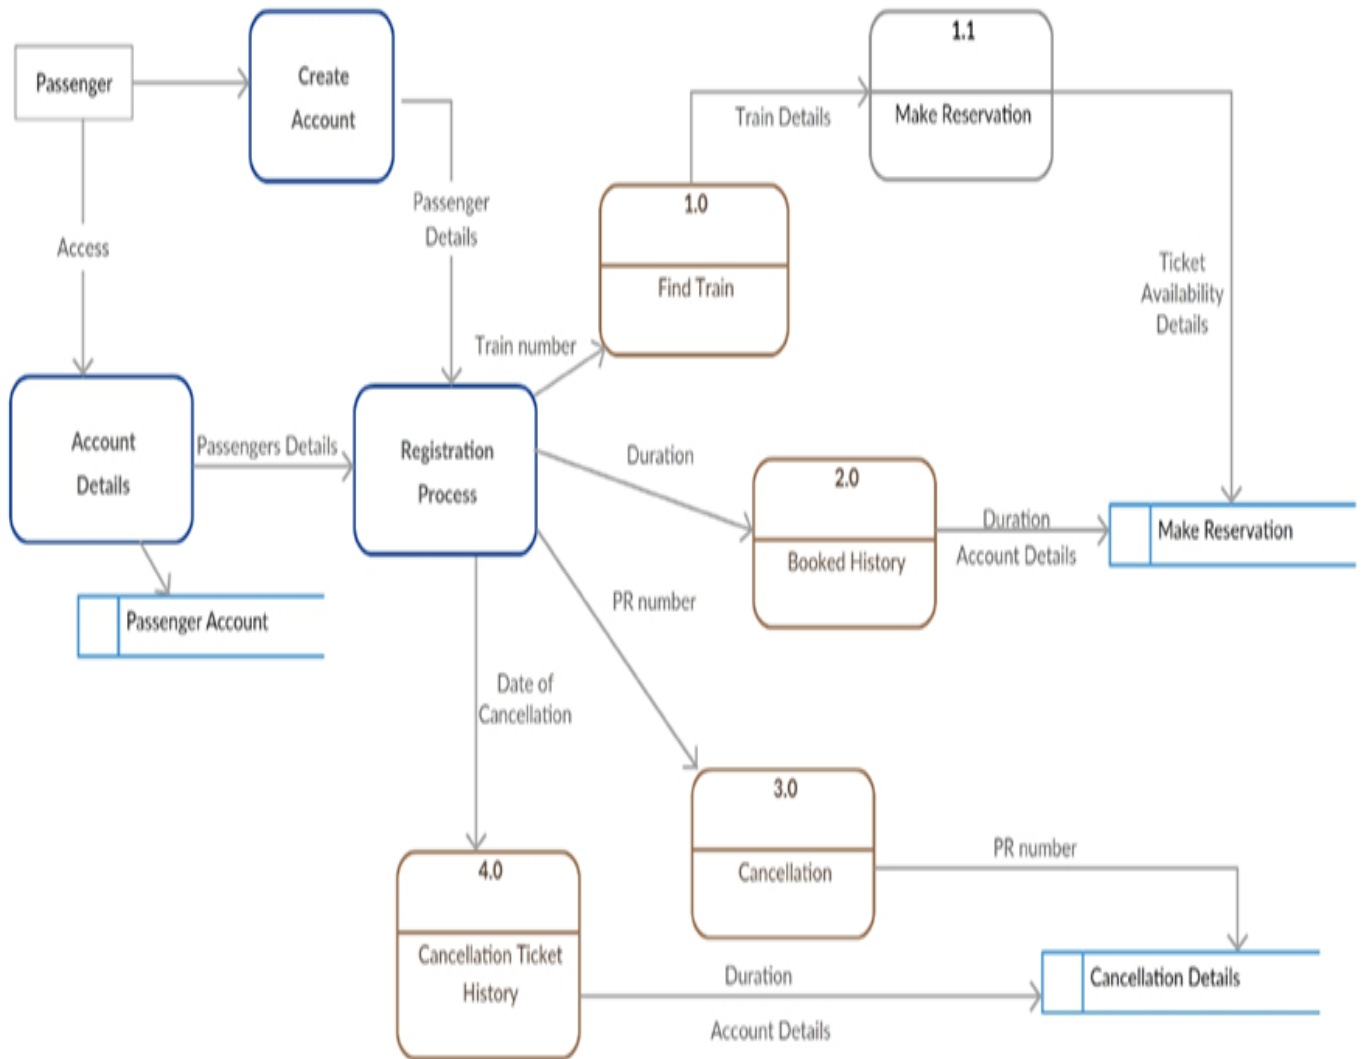 Passenger
Create
Account
1.1
Make Reservation
Train Details
Passenger
Details
1.0
Find Train
Access
Ticket
Availability
Details
Train number
Account
Details
Passengers Details
Registration
Process
Duration
2.0
Booked History
Duration
Account Details
Make Reservation
Passenger Account
PR number
Date of
Cancellation
3.0
Cancellation
PR number
4.0
Cancellation Ticket
History
Duration
Account Details
Cancellation Details